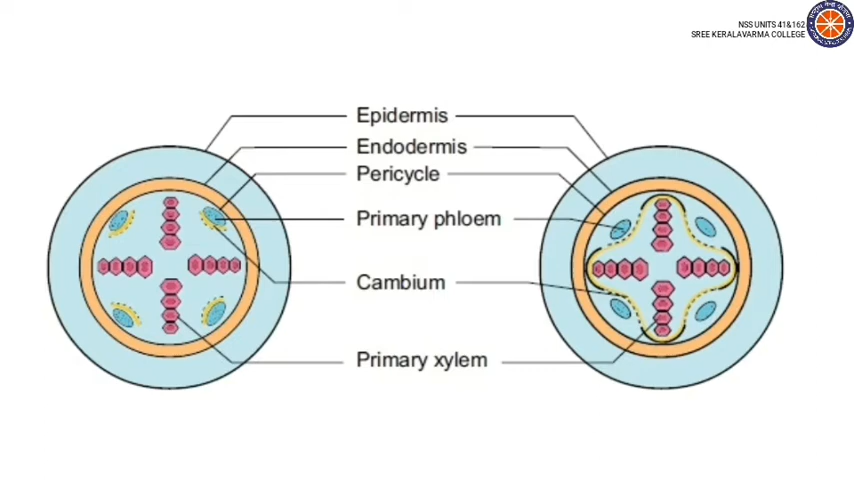 NSS UNITS 41&162
SREE KERALAVARMA COLLEGE
Epidermis
Endodermis
Pericycle
Primary phloem
Cambium
Primary xylem